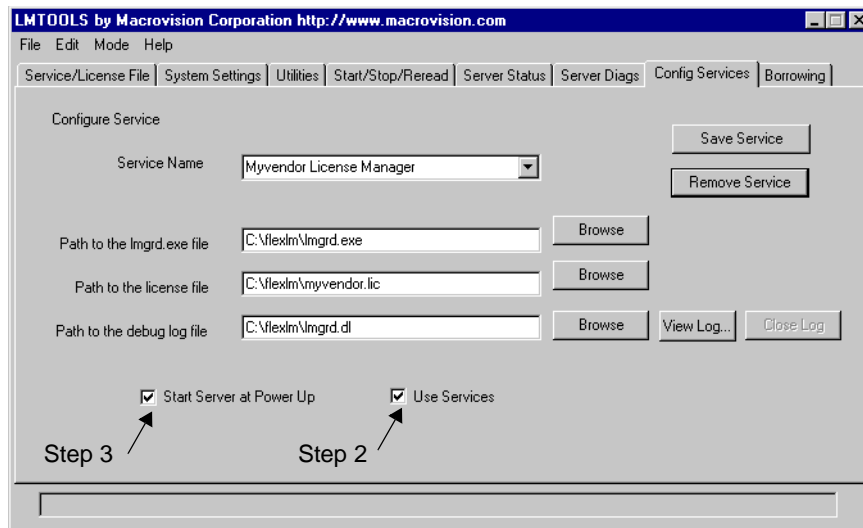 LMTOOLS by Macrovision Corporation http://www.macrovision.com
File Edit Mode Help
Service/License File System Settings Utilities Start/Stop/Reread Server Status Server Diags Config Services Borrowing
Configure Service
Save Service
Service Name Myvendor License Manager
Remove Service
Path to the lmgrd.exe file C:\flexlm\lmgrd.exe Browse
Path to the license file C:\flexlm\myvendor.lic Browse
Path to the debug log file C:\flexlm\lmgrd.dl Browse View Log... Close Log
Start Server at Power Up Use Services
Step 3 Step 2